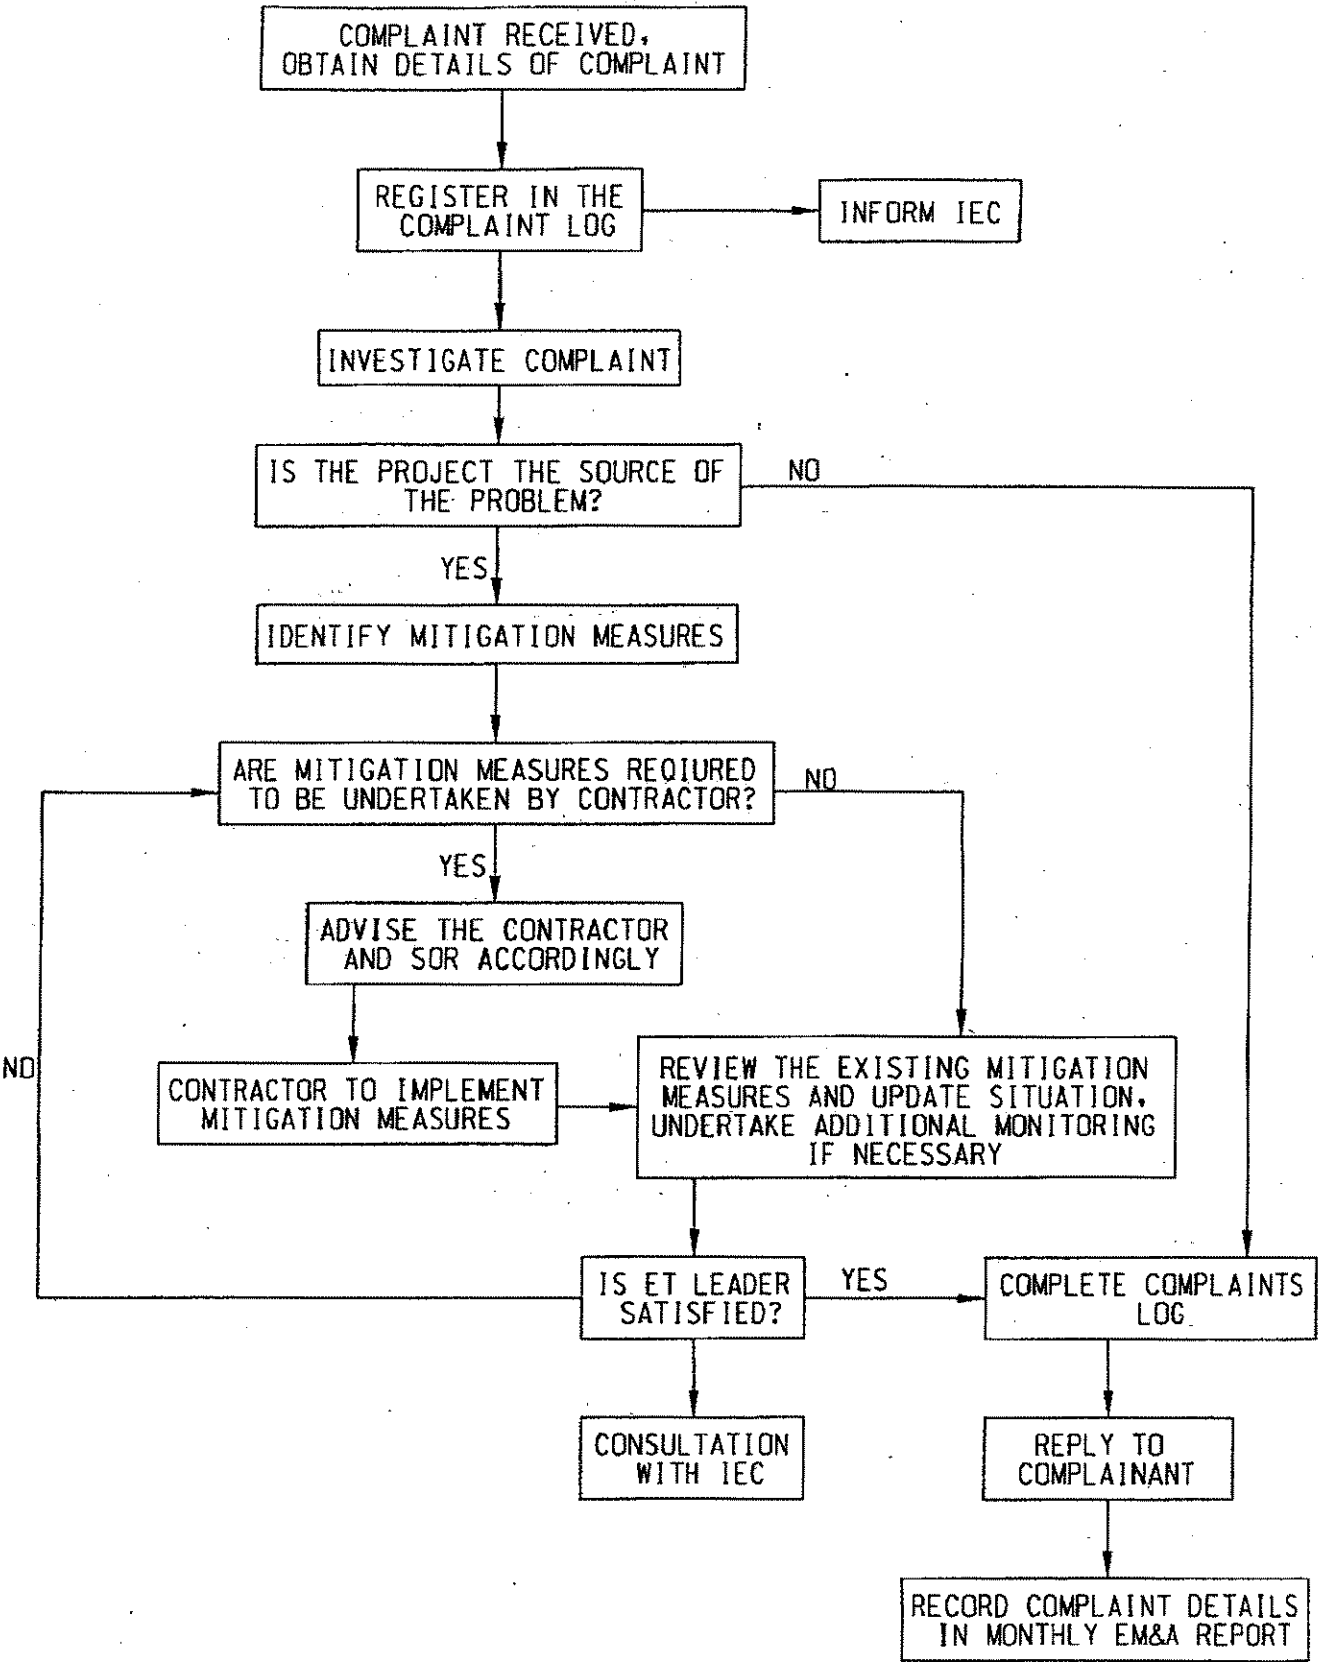 COMPLAINT RECEIVED,
OBTAIN DETAILS OF COMPLAINT
REGISTER IN THE
COMPLAINT LOG
INFORM IEC
INVESTIGATE COMPLAINT
IS THE PROJECT THE SOURCE OF
THE PROBLEM?
NO
YES
IDENTIFY MITIGATION MEASURES
ARE MITIGATION MEASURES REQIURED
TO BE UNDERTAKEN BY CONTRACTOR?
NO
YES
ADVISE THE CONTRACTOR
AND SOR ACCORDINGLY
NO
CONTRACTOR TO IMPLEMENT
MITIGATION MEASURES
REVIEW THE EXISTING MITIGATION
MEASURES AND UPDATE SITUATION,
UNDERTAKE ADDITIONAL MONITORING
IF NECESSARY
IS ET LEADER
SATISFIED?
YES
COMPLETE COMPLAINTS
LOG
CONSULTATION
WITH IEC
REPLY TO
COMPLAINANT
RECORD COMPLAINT DETAILS
IN MONTHLY EM&A REPORT